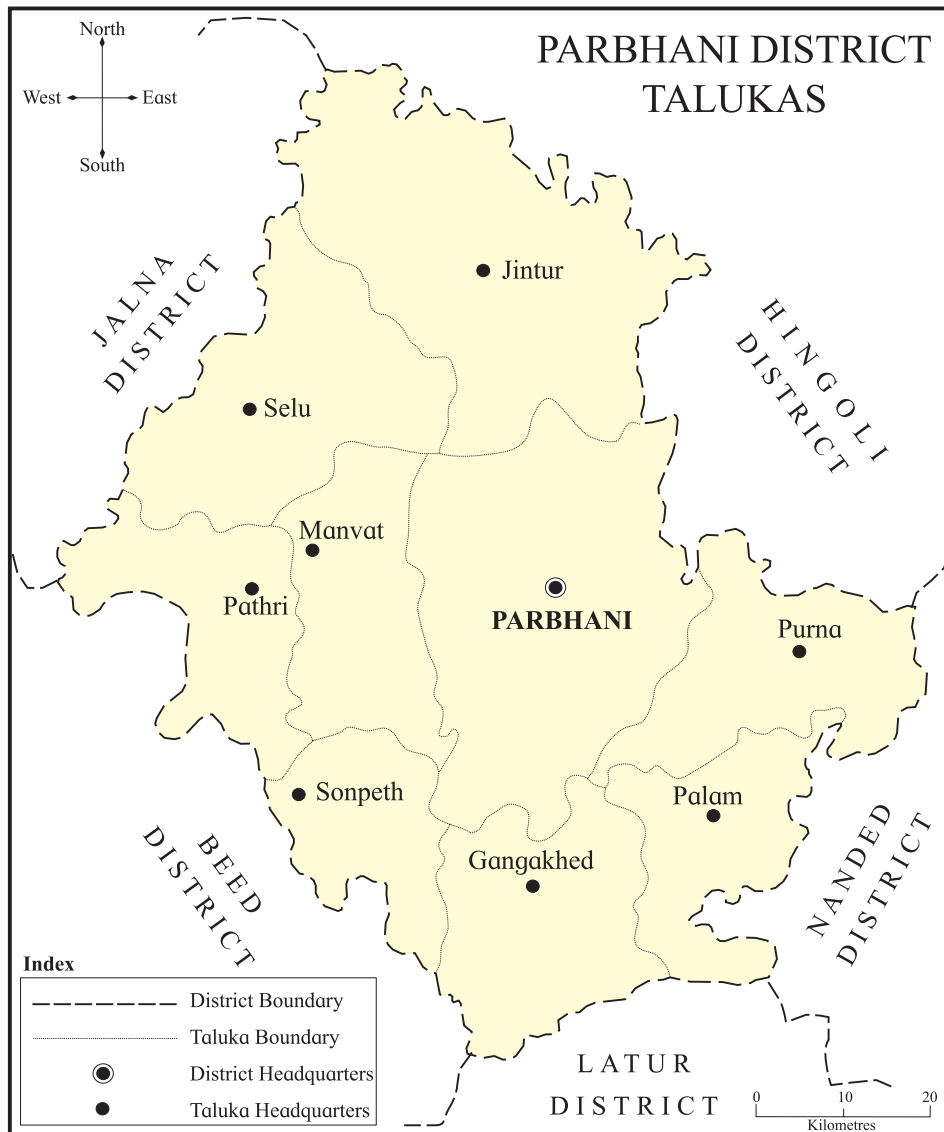 North
West
East
South
PARBHANI DISTRICT
TALUKAS
JALNA
DISTRICT
Jintur
HINGOLI
DISTRICT
Selu
Manvat
Pathri
PARBHANI
Purna
Sonpeth
Palam
Gangakhed
BEED
DISTRICT
NANDED
DISTRICT
LATUR
DISTRICT
Index
District Boundary
Taluka Boundary
District Headquarters
Taluka Headquarters
0 10 20
Kilometres